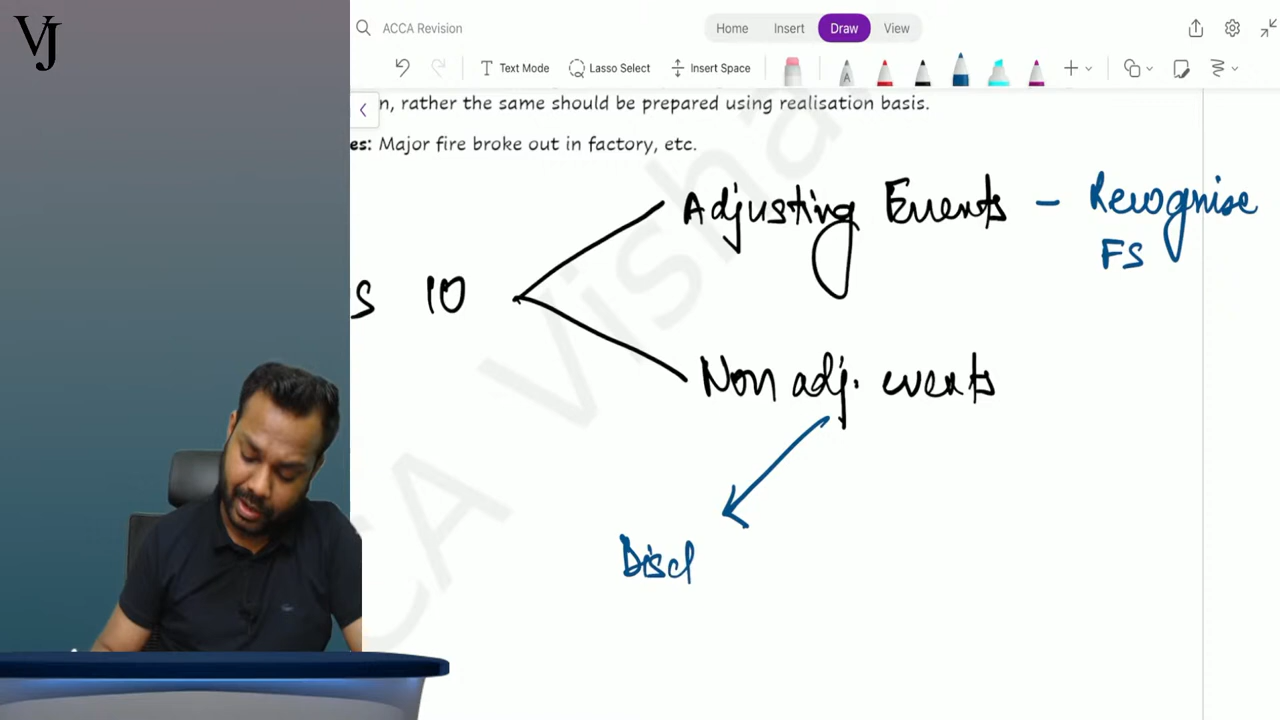 VJ
ACCA Revision
Home Insert Draw View
Text Mode Lasso Select Insert Space
n, rather the same should be prepared using realisation basis.
es: Major fire broke out in factory, etc.
Adjusting Events - Recognise
FS
S 10
Non adj. events
Discl